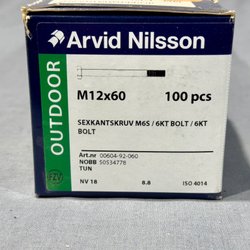 Arvid Nilsson
OUTDOOR
M12x60 100 pcs
SEXKANTSKRUV M6S / 6KT BOLT / 6KT
BOLT
Art.nr 00604-92-060
NOBB 50534778
TUN
NV 18 8.8 ISO 4014
FZV